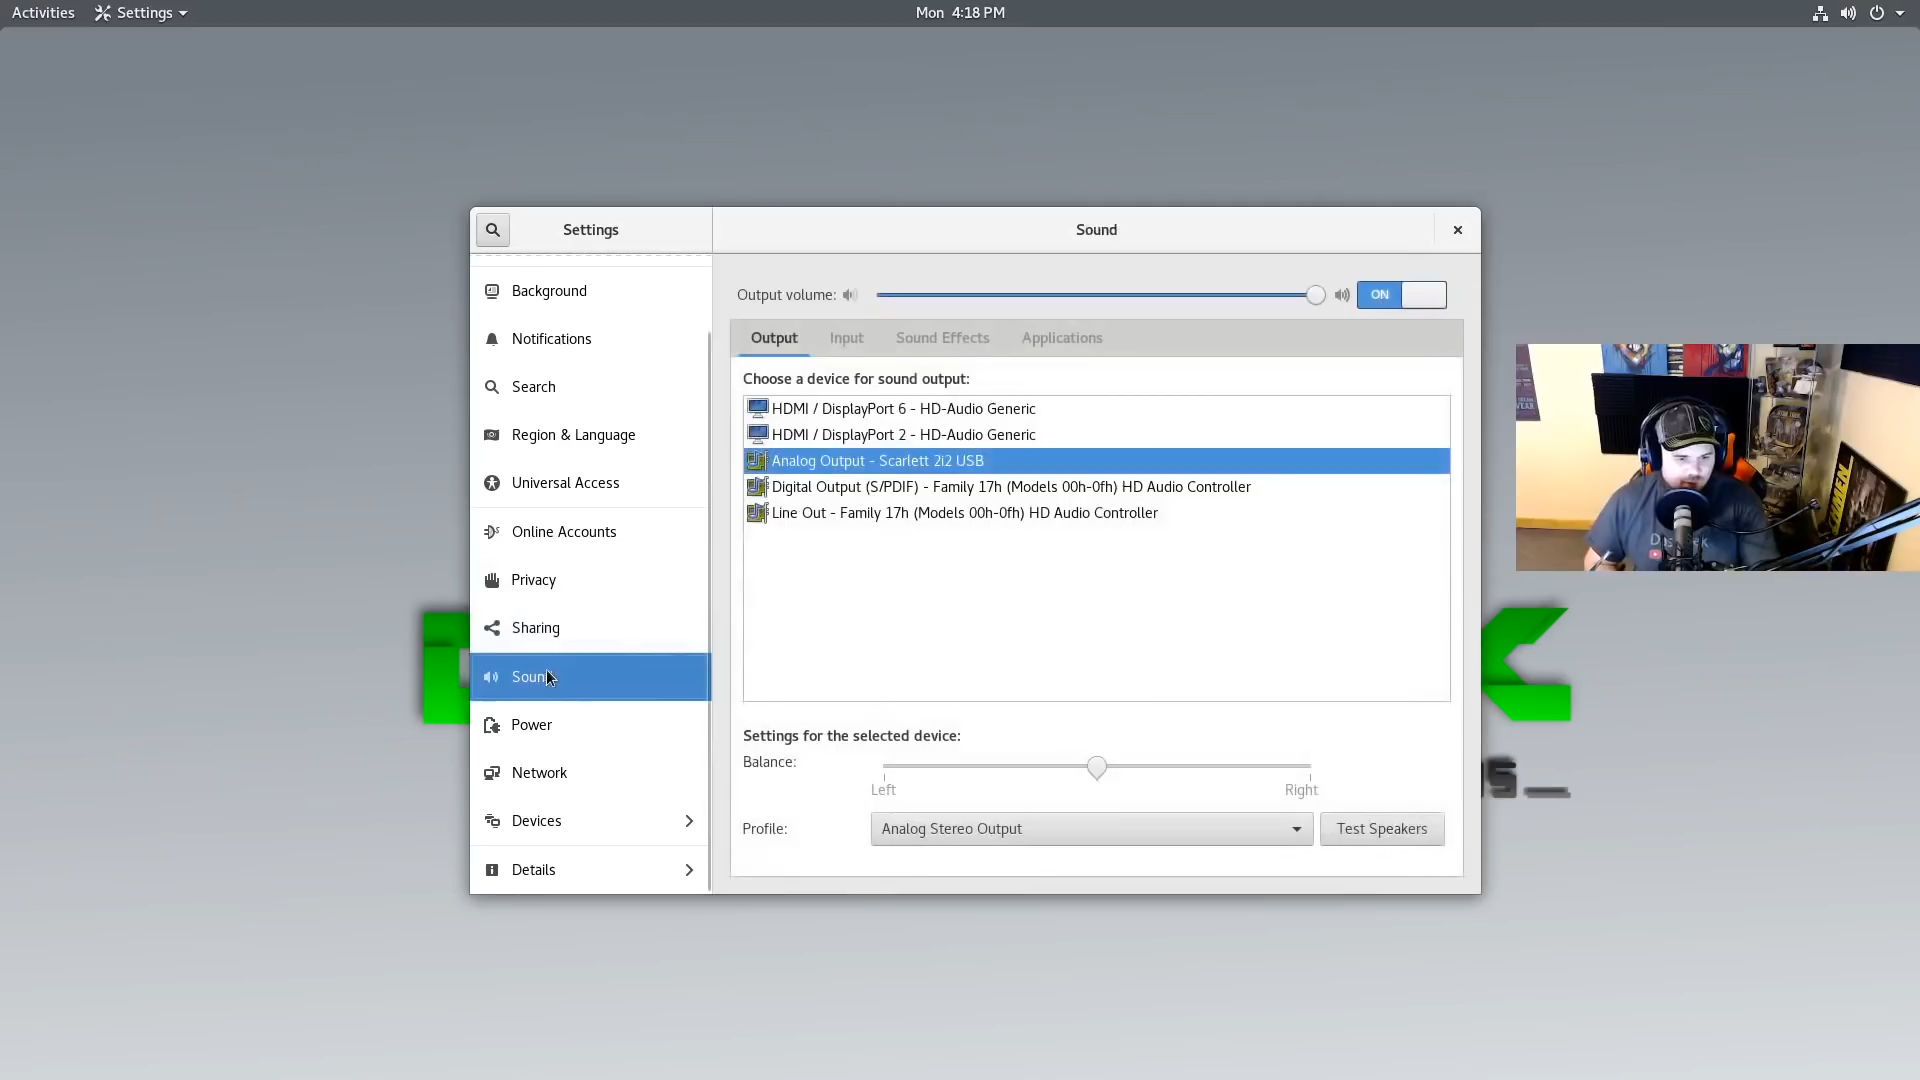 Activities Settings Mon 4:18 PM
Settings Sound
Background
Notifications
Search
Region & Language
Universal Access
Online Accounts
Privacy
Sharing
Sound
Power
Network
Devices
Details
Output volume: ON
Output Input Sound Effects Applications
Choose a device for sound output:
HDMI / DisplayPort 6 - HD-Audio Generic
HDMI / DisplayPort 2 - HD-Audio Generic
Analog Output - Scarlett 2i2 USB
Digital Output (S/PDIF) - Family 17h (Models 00h-0fh) HD Audio Controller
Line Out - Family 17h (Models 00h-0fh) HD Audio Controller
Settings for the selected device:
Balance:
Left Right
Profile: Analog Stereo Output Test Speakers